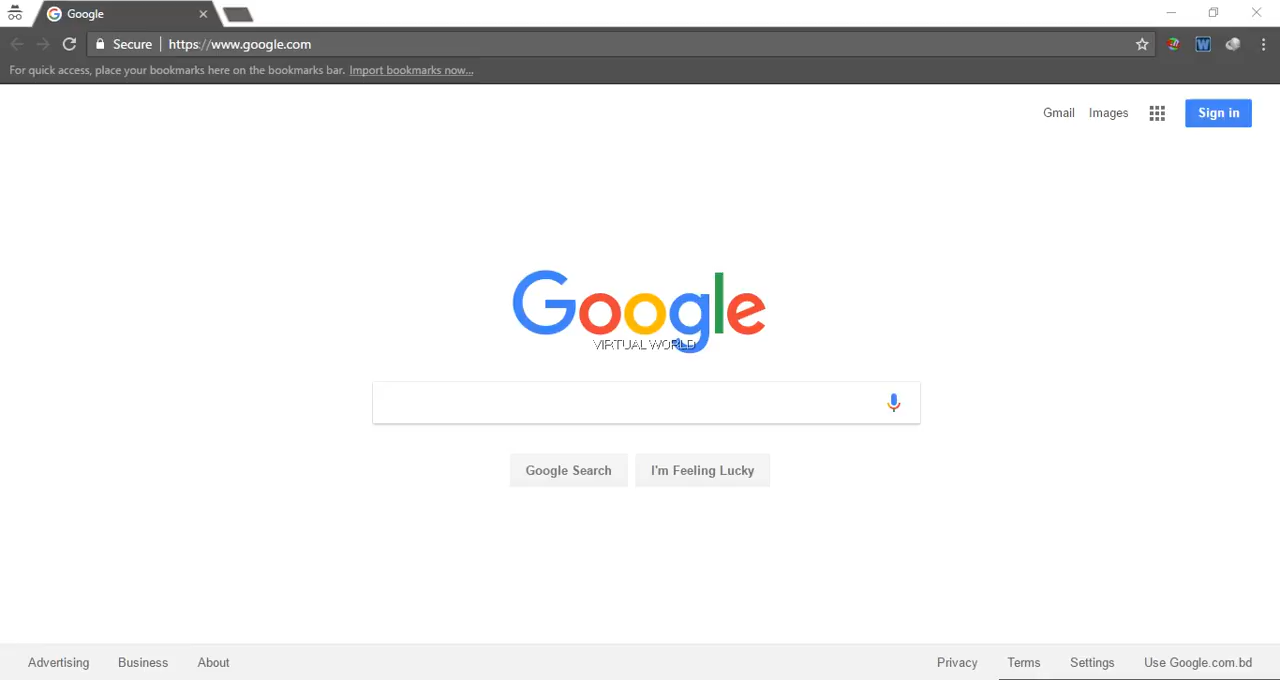 Google
Secure https://www.google.com
For quick access, place your bookmarks here on the bookmarks bar. Import bookmarks now...
Gmail Images Sign in
Google
VIRTUAL WORLD
Google Search I'm Feeling Lucky
Advertising Business About Privacy Terms Settings Use Google.com.bd